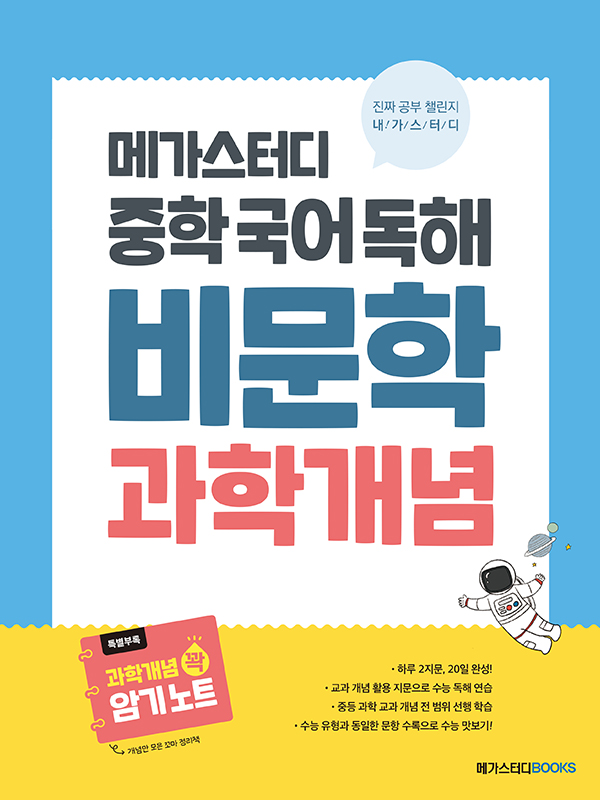 진짜 공부 챌린지
내!가/스/터/디
메가스터디
중학 국어 독해
비문학
과학개념
특별부록
과학개념 꽉
암기노트
개념만 모은 꼬마 정리책
• 하루 2지문, 20일 완성!
• 교과 개념 활용 지문으로 수능 독해 연습
• 중등 과학 교과 개념 전 범위 선행 학습
• 수능 유형과 동일한 문항 수록으로 수능 맛보기!
메가스터디BOOKS